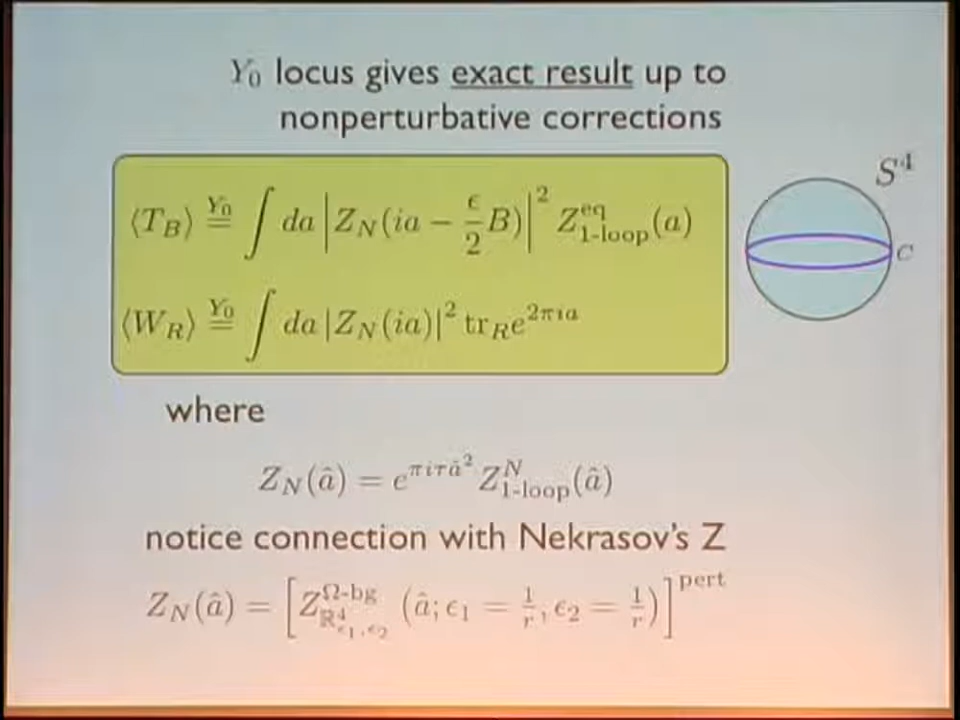 Y₀ locus gives exact result up to
nonperturbative corrections
S⁴
⟨T_B⟩ ≝^{Y₀} ∫ da |Z_N(ia − ϵ/2 B)|² Z^{eq}_{1-loop}(a)
C
⟨W_R⟩ ≝^{Y₀} ∫ da |Z_N(ia)|² tr_R e^{2πia}
where
Z_N(â) = e^{πiτâ²} Z^N_{1-loop}(â)
notice connection with Nekrasov's Z
Z_N(â) = [Z^{Ω-bg}_{ℝ⁴_{ϵ₁,ϵ₂}} (â; ϵ₁ = 1/r, ϵ₂ = 1/r)]^{pert}